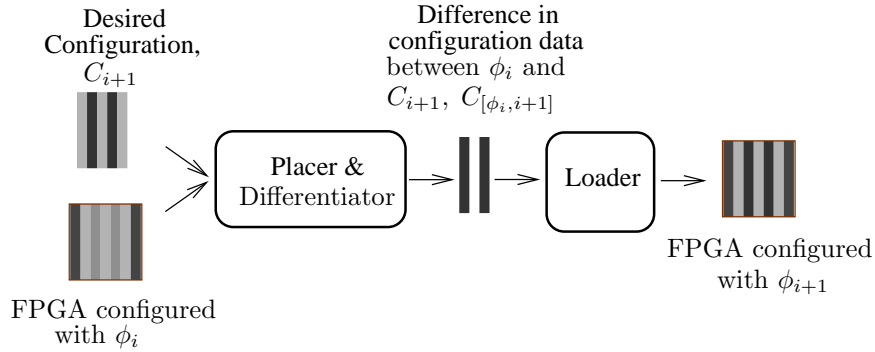 Desired
Configuration,
C_{i+1}
FPGA configured
with ϕ_i
Placer &
Differentiator
Difference in
configuration data
between ϕ_i and
C_{i+1}, C_{[ϕ_i,i+1]}
Loader
FPGA configured
with ϕ_{i+1}